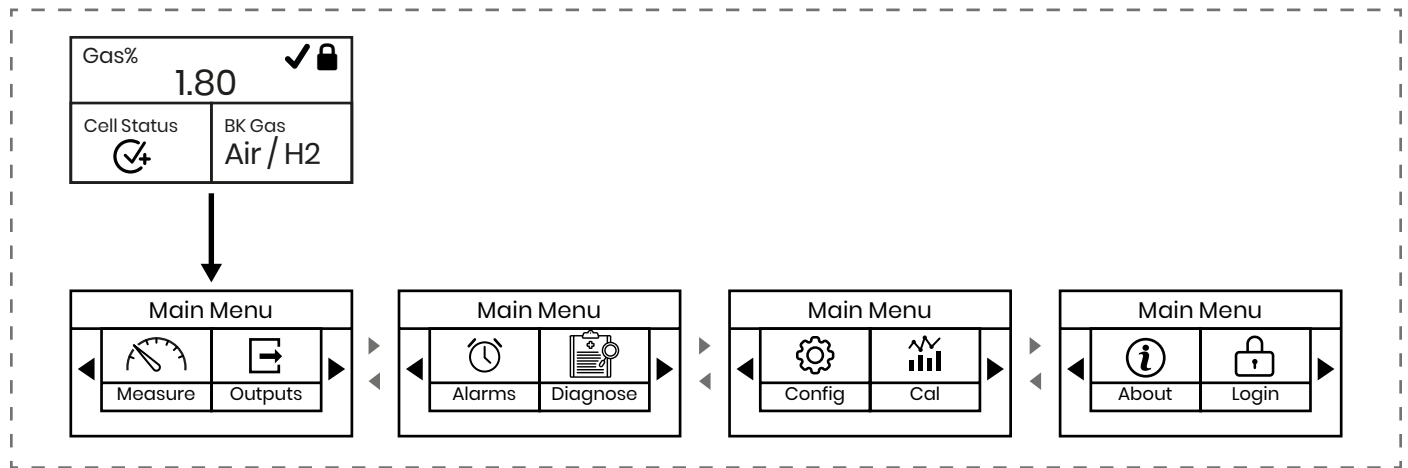 Gas%
1.80
Cell Status
BK Gas
Air / H2
Main Menu
Measure
Outputs
Main Menu
Alarms
Diagnose
Main Menu
Config
Cal
Main Menu
i
About
Login